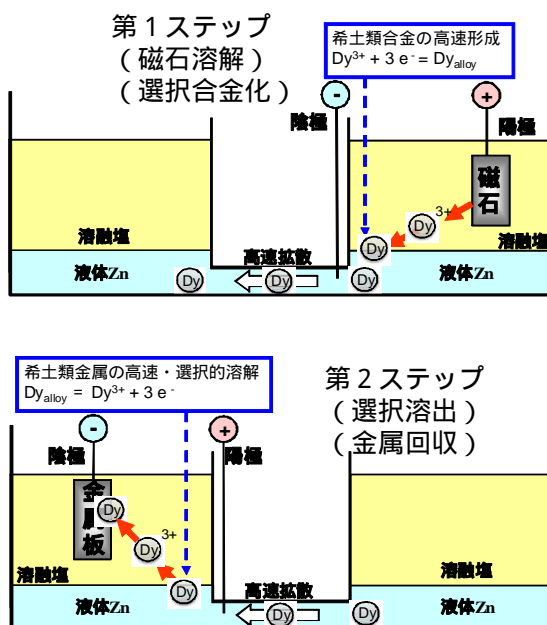 第１ステップ
（磁石溶解）
（選択合金化）
希土類合金の高速形成
Dy3+ + 3 e- = Dyalloy
-
+
陰極
陽極
磁石
3+
Dy
Dy
溶融塩
溶融塩
高速拡散
液体Zn
Dy
Dy
Dy
液体Zn
希土類金属の高速・選択的溶解
Dyalloy = Dy3+ + 3 e-
第２ステップ
（選択溶出）
（金属回収）
-
+
陰極
陽極
金属板
Dy
3+
Dy
溶融塩
溶融塩
Dy
高速拡散
液体Zn
Dy
Dy
液体Zn